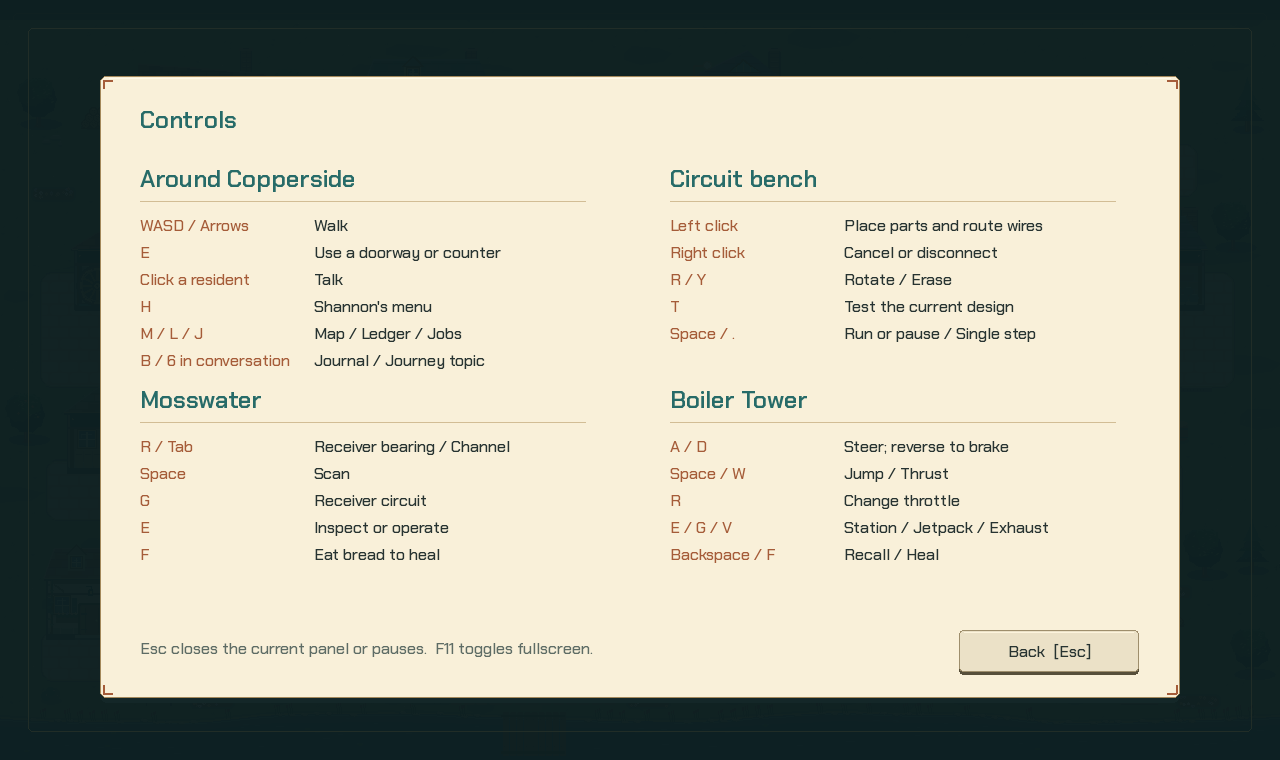 Controls
Around Copperside
WASD / Arrows Walk
E Use a doorway or counter
Click a resident Talk
H Shannon's menu
M / L / J Map / Ledger / Jobs
B / 6 in conversation Journal / Journey topic
Circuit bench
Left click Place parts and route wires
Right click Cancel or disconnect
R / Y Rotate / Erase
T Test the current design
Space / . Run or pause / Single step
Mosswater
R / Tab Receiver bearing / Channel
Space Scan
G Receiver circuit
E Inspect or operate
F Eat bread to heal
Boiler Tower
A / D Steer; reverse to brake
Space / W Jump / Thrust
R Change throttle
E / G / V Station / Jetpack / Exhaust
Backspace / F Recall / Heal
Esc closes the current panel or pauses. F11 toggles fullscreen.
Back [Esc]